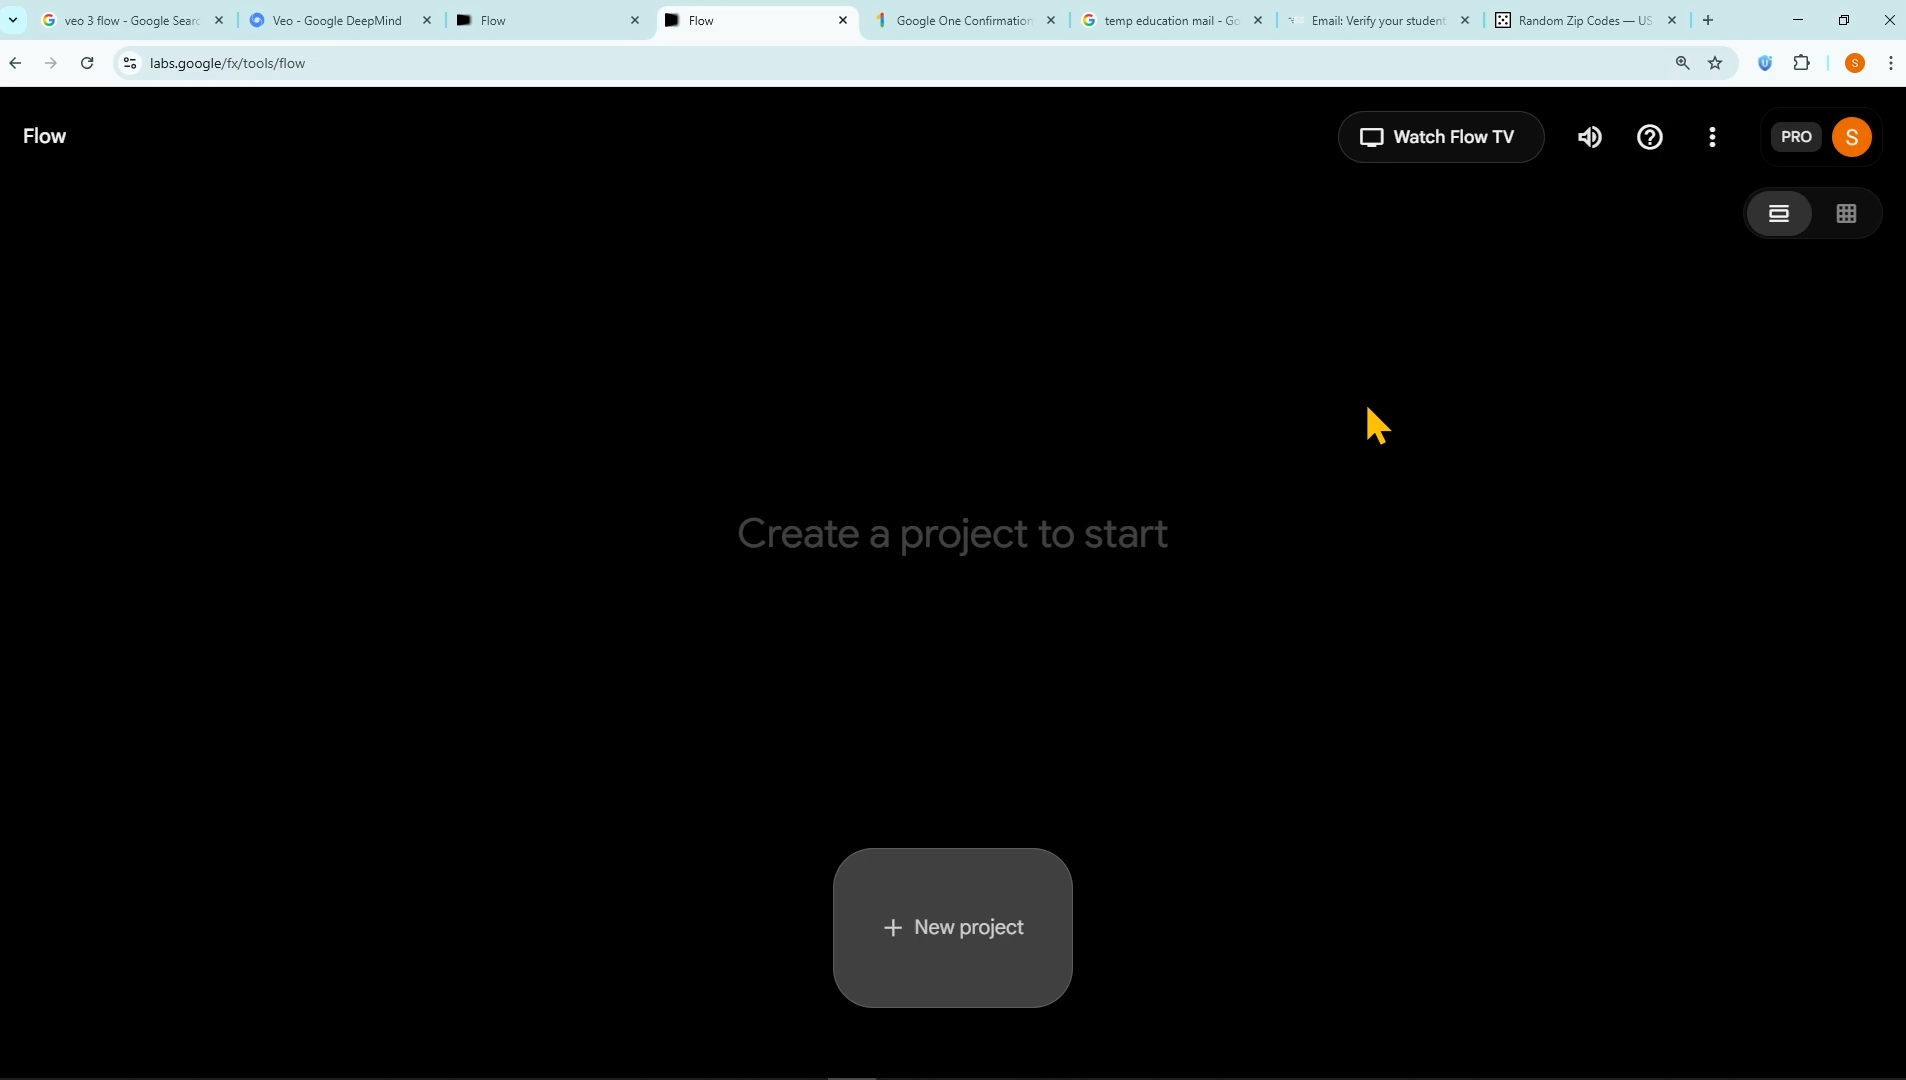 veo 3 flow - Google Searc
Veo - Google DeepMind
Flow
Flow
Google One Confirmation
temp education mail - Go
Email: Verify your student
Random Zip Codes — US
labs.google/fx/tools/flow
S
Flow
Watch Flow TV
PRO
S
Create a project to start
+ New project